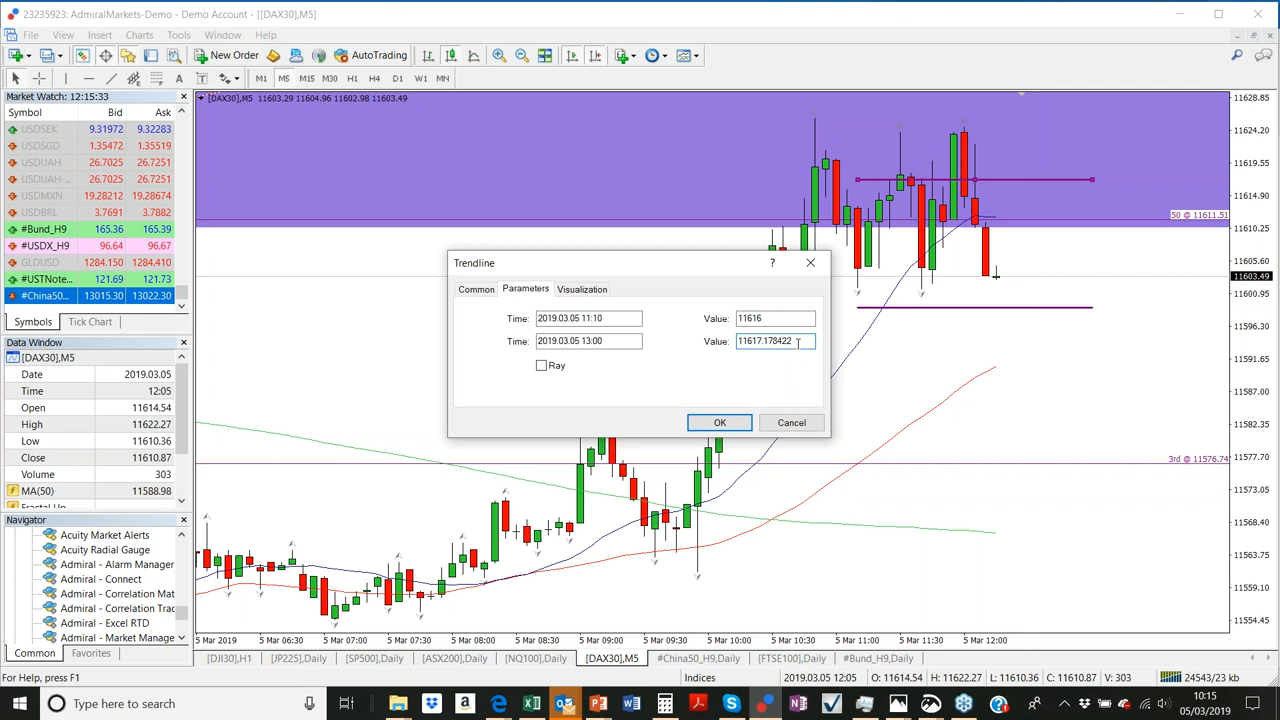 23235923: AdmiralMarkets-Demo - Demo Account - [[DAX30],M5]
File View Insert Charts Tools Window Help
New Order AutoTrading
A T M1 M5 M15 M30 H1 H4 D1 W1 MN
Market Watch: 12:15:33
Symbol Bid Ask
USDSEK 9.31972 9.32283
USDSGD 1.35472 1.35519
USDUAH 26.7025 26.7251
USDUAH-... 26.7025 26.7251
USDMXN 19.28212 19.28674
USDBRL 3.7691 3.7882
#Bund_H9 165.36 165.39
#USDX_H9 96.64 96.67
GLDUSD 1284.150 1284.410
#USTNote... 121.69 121.73
#China50... 13015.30 13022.30
Symbols Tick Chart
Data Window
[DAX30],M5
Date 2019.03.05
Time 12:05
Open 11614.54
High 11622.27
Low 11610.36
Close 11610.87
Volume 303
MA(50) 11588.98
Navigator
Acuity Market Alerts
Acuity Radial Gauge
Admiral - Alarm Manager
Admiral - Connect
Admiral - Correlation Mat
Admiral - Correlation Trac
Admiral - Excel RTD
Admiral - Market Manage
Common Favorites
[DAX30],M5 11603.29 11604.96 11602.98 11603.49
50 @ 11611.51
3rd @ 11576.74
11628.85
11624.20
11619.55
11614.90
11610.25
11605.60
11603.49
11600.95
11596.30
11591.65
11587.00
11582.35
11577.70
11573.05
11568.40
11563.75
11559.10
11554.45
Trendline
?
Common Parameters Visualization
Time: 2019.03.05 11:10 Value: 11616
Time: 2019.03.05 13:00 Value: 11617.178422
Ray
OK Cancel
5 Mar 2019 5 Mar 06:30 5 Mar 07:00 5 Mar 07:30 5 Mar 08:00 5 Mar 08:30 5 Mar 09:00 5 Mar 09:30 5 Mar 10:00 5 Mar 10:30 5 Mar 11:00 5 Mar 11:30 5 Mar 12:00
[DJI30],H1 [JP225],Daily [SP500],Daily [ASX200],Daily [NQ100],Daily [DAX30],M5 #China50_H9,Daily [FTSE100],Daily #Bund_H9,Daily
For Help, press F1 Indices 2019.03.05 12:05 O: 11614.54 H: 11622.27 L: 11610.36 C: 11610.87 V: 303 24543/23 kb
Type here to search
10:15
05/03/2019